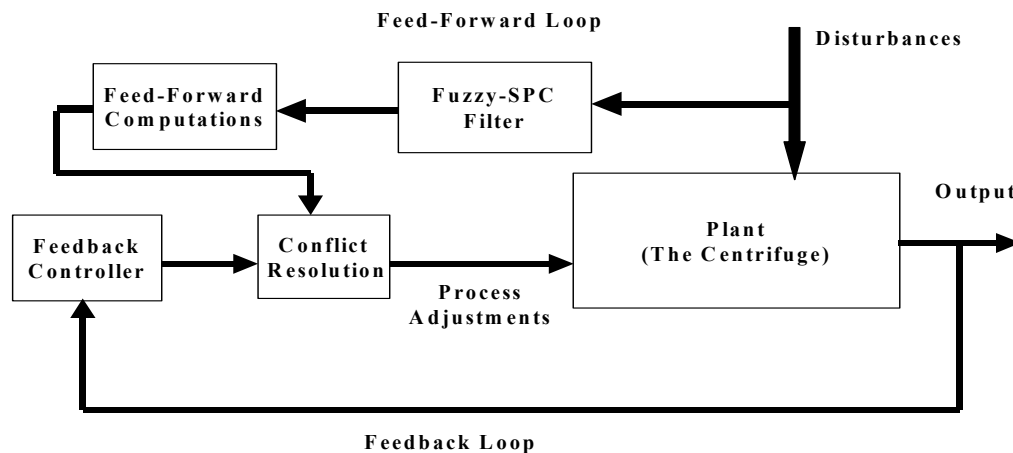 Feed-Forward Loop
Disturbances
Feed-Forward
Computations
Fuzzy-SPC
Filter
Output
Feedback
Controller
Conflict
Resolution
Plant
(The Centrifuge)
Process
Adjustments
Feedback Loop